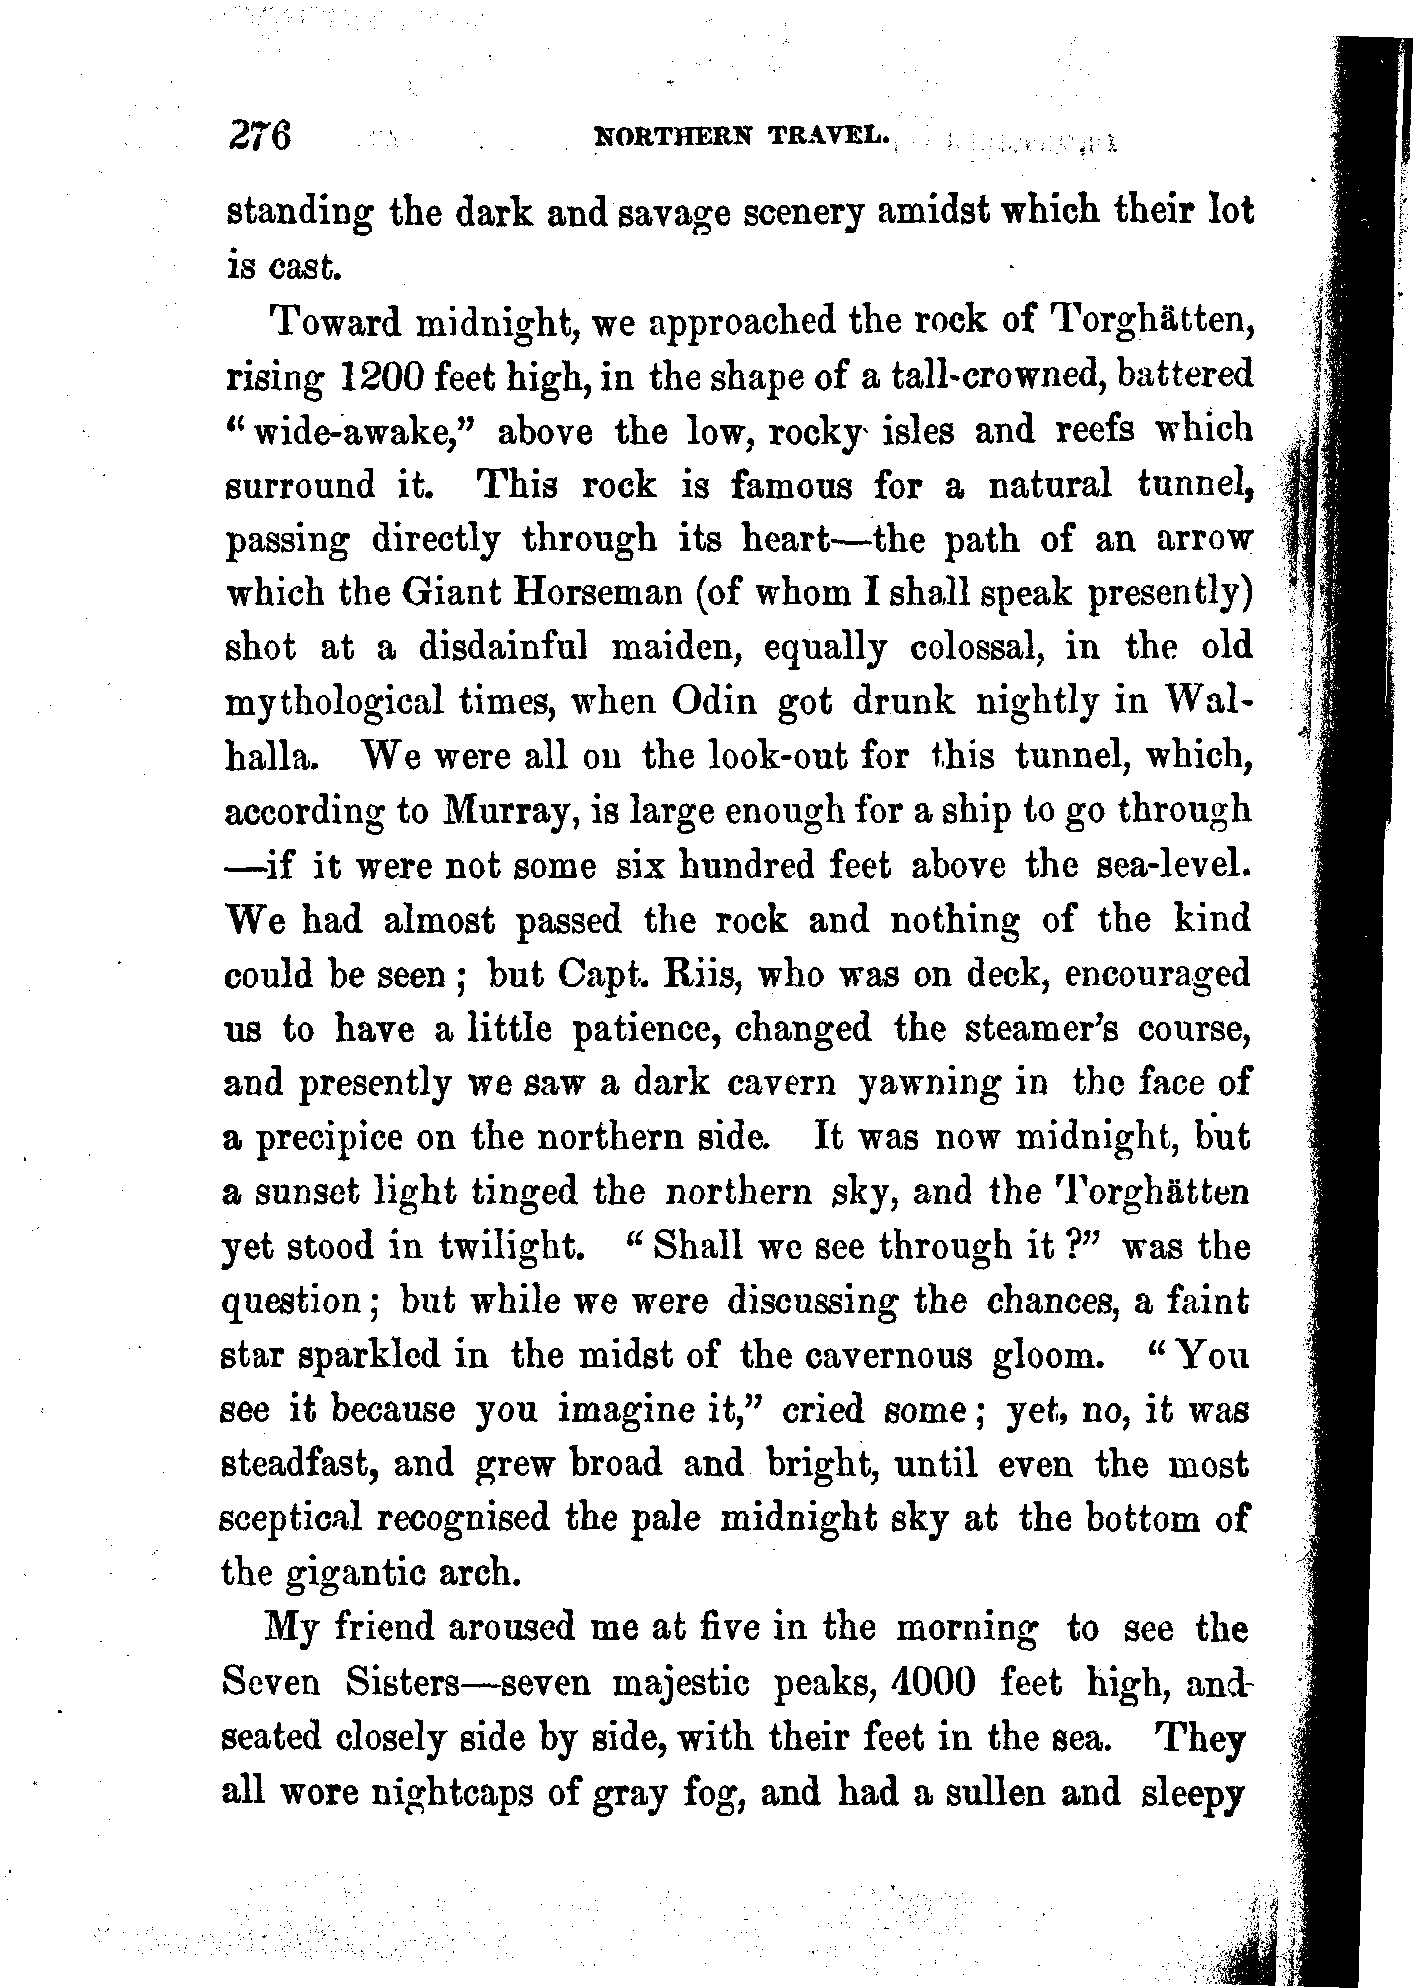 276 NORTHERN TRAVEL.
standing the dark and savage scenery amidst which their lot
is cast.
Toward midnight, we approached the rock of Torghätten,
rising 1200 feet high, in the shape of a tall-crowned, battered
“wide-awake,” above the low, rocky isles and reefs which
surround it. This rock is famous for a natural tunnel,
passing directly through its heart—the path of an arrow
which the Giant Horseman (of whom I shall speak presently)
shot at a disdainful maiden, equally colossal, in the old
mythological times, when Odin got drunk nightly in Wal-
halla. We were all on the look-out for this tunnel, which,
according to Murray, is large enough for a ship to go through
—if it were not some six hundred feet above the sea-level.
We had almost passed the rock and nothing of the kind
could be seen; but Capt. Riis, who was on deck, encouraged
us to have a little patience, changed the steamer’s course,
and presently we saw a dark cavern yawning in the face of
a precipice on the northern side. It was now midnight, but
a sunset light tinged the northern sky, and the Torghätten
yet stood in twilight. “Shall we see through it?” was the
question; but while we were discussing the chances, a faint
star sparkled in the midst of the cavernous gloom. “You
see it because you imagine it,” cried some; yet, no, it was
steadfast, and grew broad and bright, until even the most
sceptical recognised the pale midnight sky at the bottom of
the gigantic arch.
My friend aroused me at five in the morning to see the
Seven Sisters—seven majestic peaks, 4000 feet high, and
seated closely side by side, with their feet in the sea. They
all wore nightcaps of gray fog, and had a sullen and sleepy